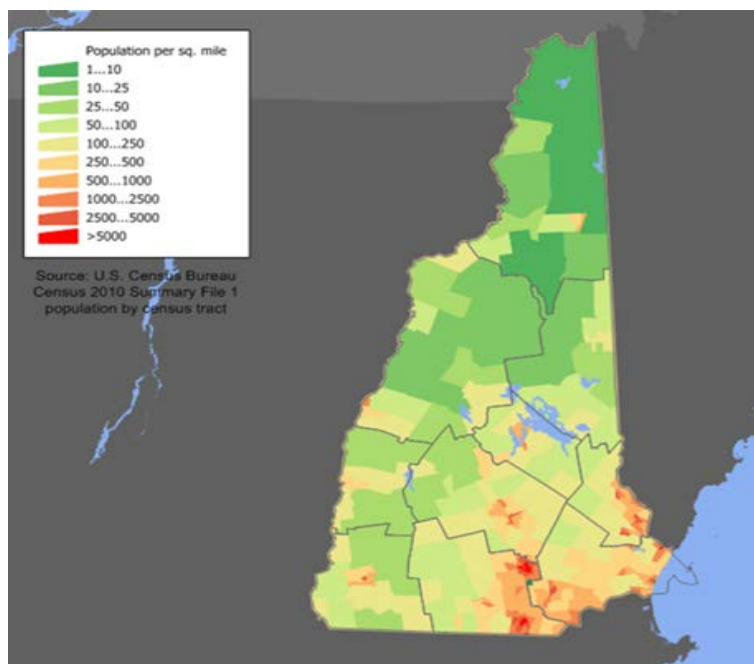 Population per sq. mile
1...10
10...25
25...50
50...100
100...250
250...500
500...1000
1000...2500
2500...5000
>5000
Source: U.S. Census Bureau
Census 2010 Summary File 1
population by census tract